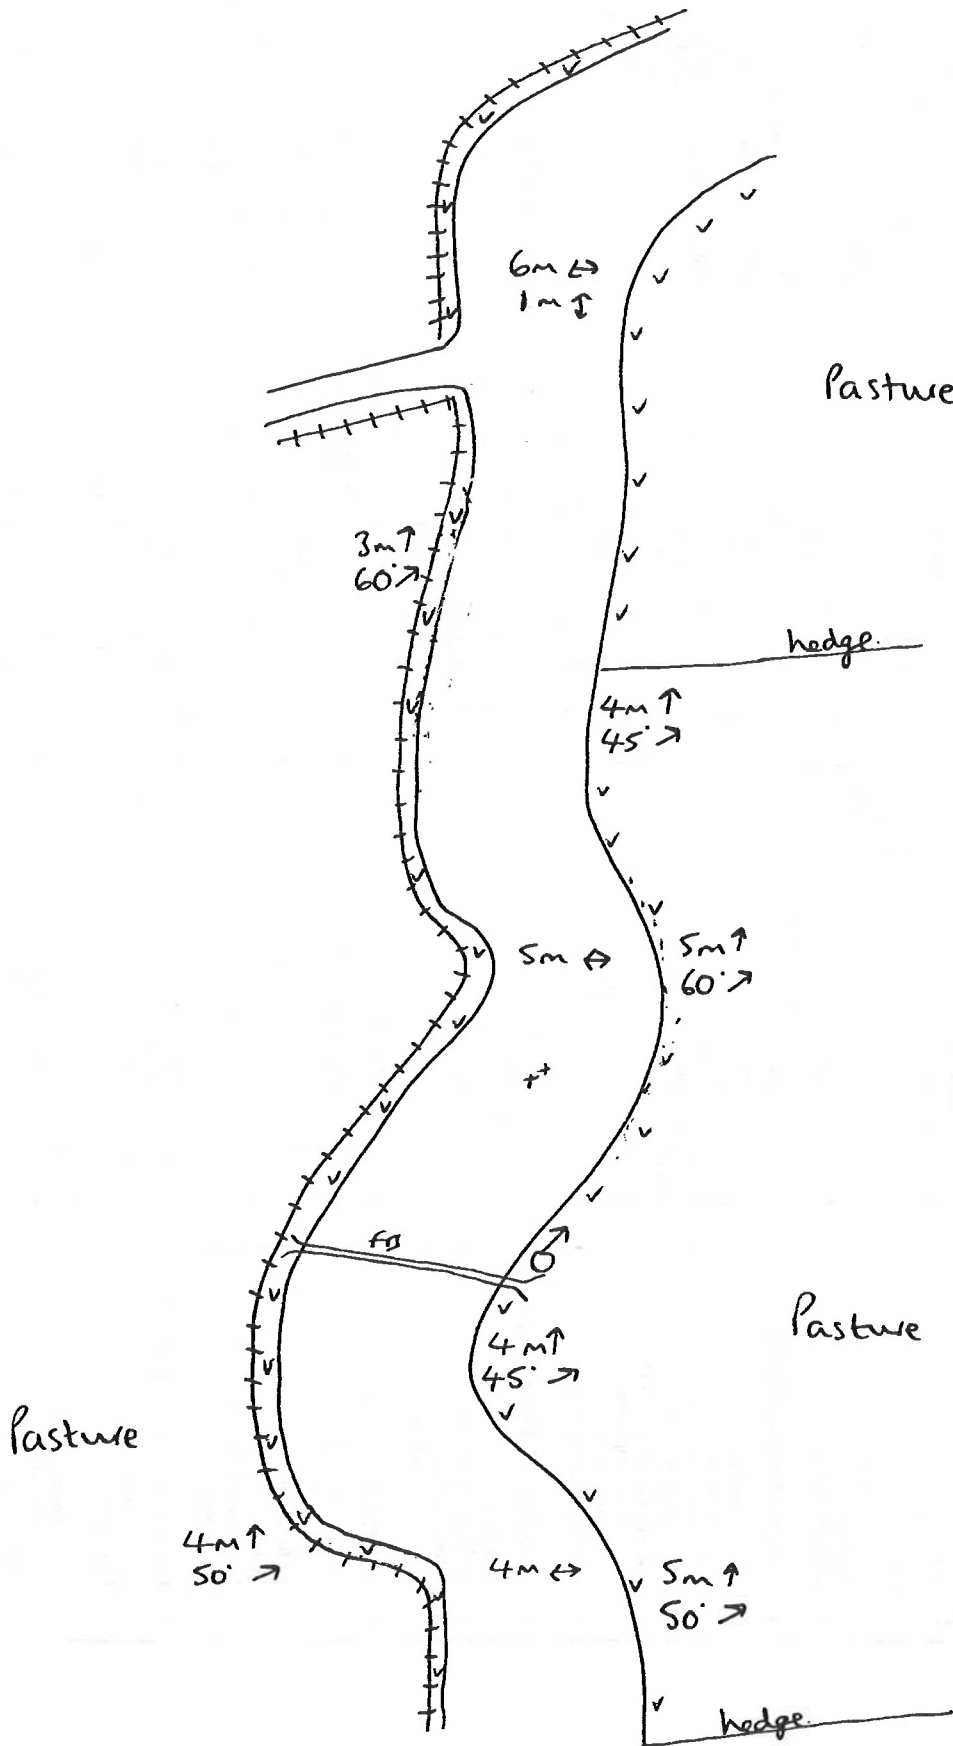 6m ↔
1m ↕
Pasture
3m ↑
60° ↗
hedge.
4m ↑
45° ↗
5m ↔
5m ↑
60° ↗
FB
4m ↑
45° ↗
Pasture
Pasture
4m ↑
50° ↗
4m ↔
5m ↑
50° ↗
hedge.